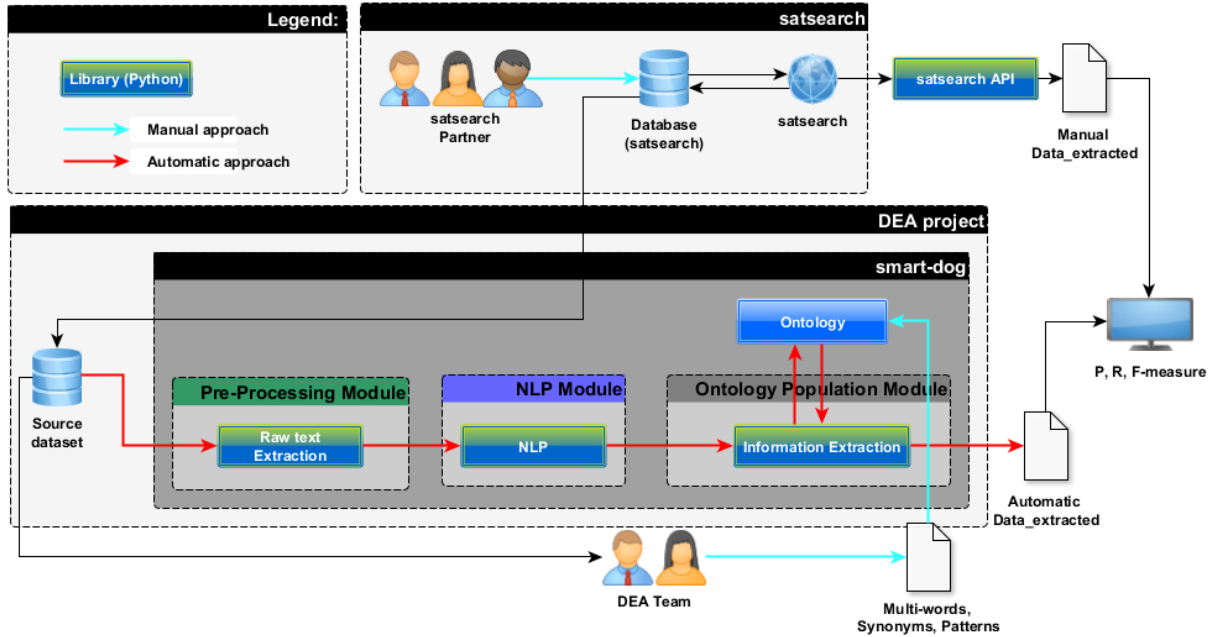 Legend:
Library (Python)
Manual approach
Automatic approach
satsearch
satsearch
Partner
Database
(satsearch)
satsearch
satsearch API
Manual
Data_extracted
DEA project
smart-dog
Ontology
Source
dataset
Pre-Processing Module
Raw text
Extraction
NLP Module
NLP
Ontology Population Module
Information Extraction
P, R, F-measure
Automatic
Data_extracted
DEA Team
Multi-words,
Synonyms, Patterns